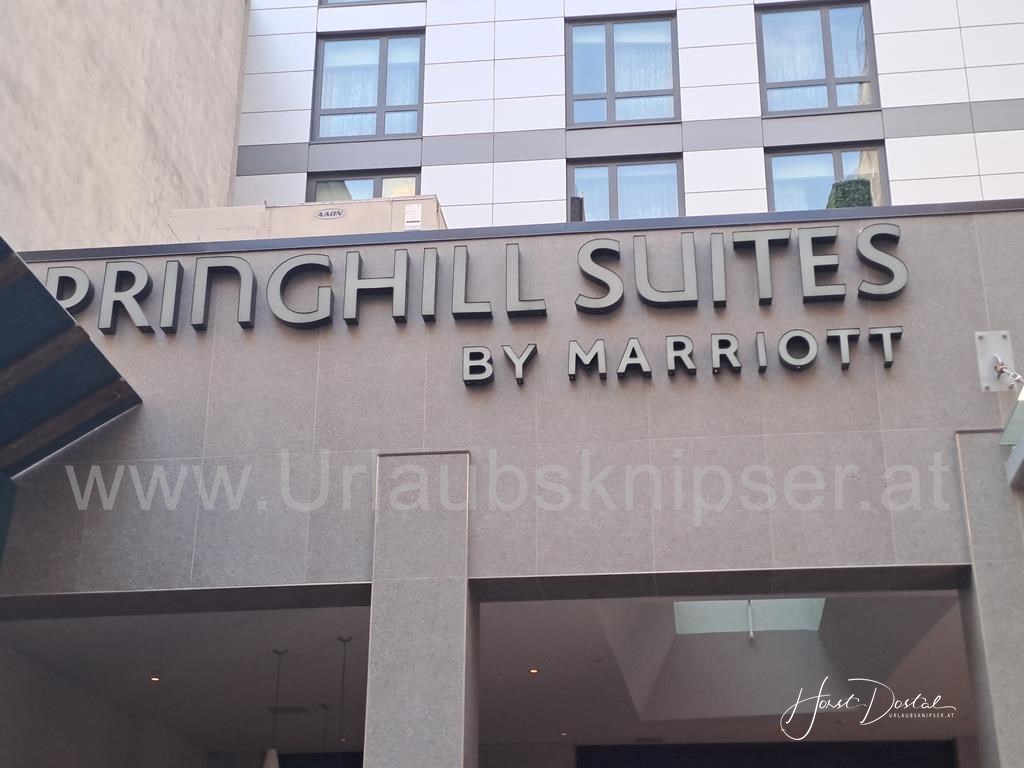 AAON
PRINGHILL SUITES
BY MARRIOTT
www.Urlaubsknipser.at
Horst Dostal
URLAUBSKNIPSER.AT